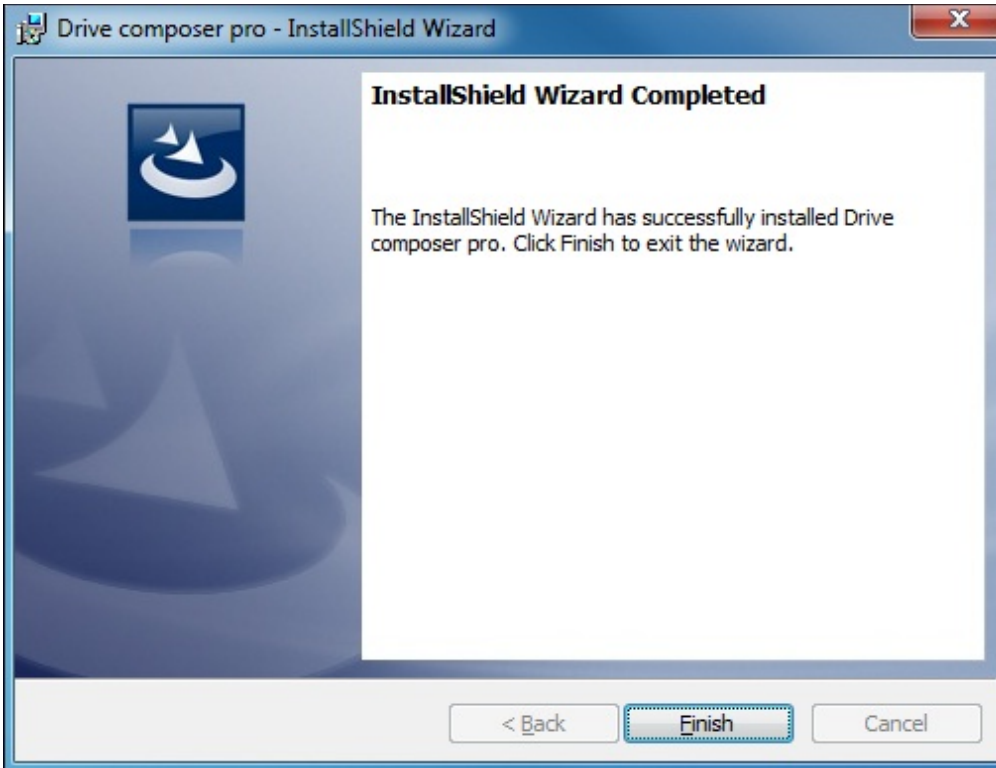 Drive composer pro - InstallShield Wizard
InstallShield Wizard Completed
The InstallShield Wizard has successfully installed Drive
composer pro. Click Finish to exit the wizard.
< Back
Finish
Cancel